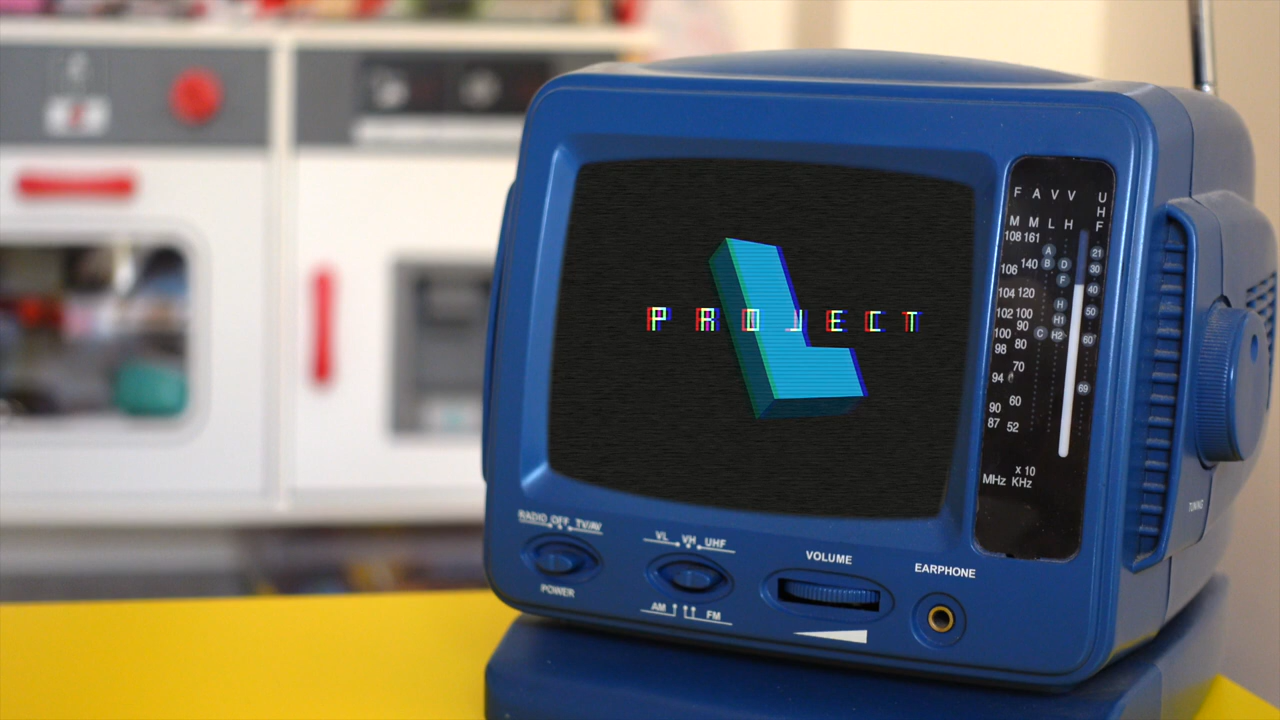 PROJECT
L
F A V V U
H
M M L H F
108 161
A
B
D
21
106 140
30
F
104 120
40
H
102 100
50
H1
90
100
C
H2
60
80
98
70
94
69
60
90
87 52
x 10
MHz KHz
TUNING
RADIO OFF TV/AV
POWER
VL VH UHF
AM FM
VOLUME
EARPHONE